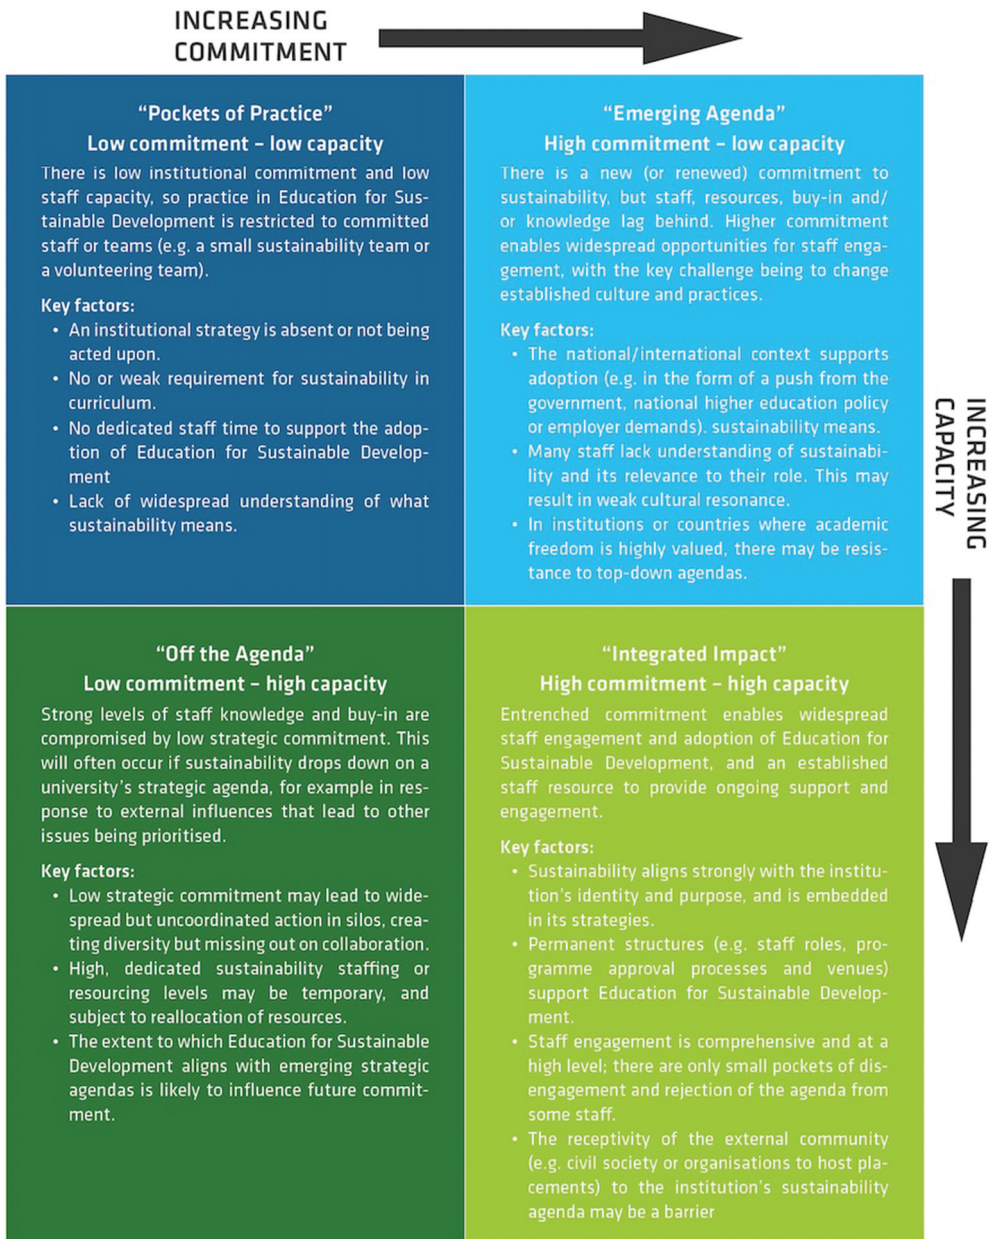 INCREASING
COMMITMENT
“Pockets of Practice”
Low commitment – low capacity
There is low institutional commitment and low
staff capacity, so practice in Education for Sus-
tainable Development is restricted to committed
staff or teams (e.g. a small sustainability team or
a volunteering team).
Key factors:
• An institutional strategy is absent or not being
acted upon.
• No or weak requirement for sustainability in
curriculum.
• No dedicated staff time to support the adop-
tion of Education for Sustainable Develop-
ment
• Lack of widespread understanding of what
sustainability means.
“Emerging Agenda”
High commitment – low capacity
There is a new (or renewed) commitment to
sustainability, but staff, resources, buy-in and/
or knowledge lag behind. Higher commitment
enables widespread opportunities for staff enga-
gement, with the key challenge being to change
established culture and practices.
Key factors:
• The national/international context supports
adoption (e.g. in the form of a push from the
government, national higher education policy
or employer demands). sustainability means.
• Many staff lack understanding of sustainabi-
lity and its relevance to their role. This may
result in weak cultural resonance.
• In institutions or countries where academic
freedom is highly valued, there may be resis-
tance to top-down agendas.
INCREASING
CAPACITY
“Off the Agenda”
Low commitment – high capacity
Strong levels of staff knowledge and buy-in are
compromised by low strategic commitment. This
will often occur if sustainability drops down on a
university’s strategic agenda, for example in res-
ponse to external influences that lead to other
issues being prioritised.
Key factors:
• Low strategic commitment may lead to wide-
spread but uncoordinated action in silos, crea-
ting diversity but missing out on collaboration.
• High, dedicated sustainability staffing or
resourcing levels may be temporary, and
subject to reallocation of resources.
• The extent to which Education for Sustainable
Development aligns with emerging strategic
agendas is likely to influence future commit-
ment.
“Integrated Impact”
High commitment – high capacity
Entrenched commitment enables widespread
staff engagement and adoption of Education for
Sustainable Development, and an established
staff resource to provide ongoing support and
engagement.
Key factors:
• Sustainability aligns strongly with the institu-
tion’s identity and purpose, and is embedded
in its strategies.
• Permanent structures (e.g. staff roles, pro-
gramme approval processes and venues)
support Education for Sustainable Develop-
ment.
• Staff engagement is comprehensive and at a
high level; there are only small pockets of dis-
engagement and rejection of the agenda from
some staff.
• The receptivity of the external community
(e.g. civil society or organisations to host pla-
cements) to the institution’s sustainability
agenda may be a barrier